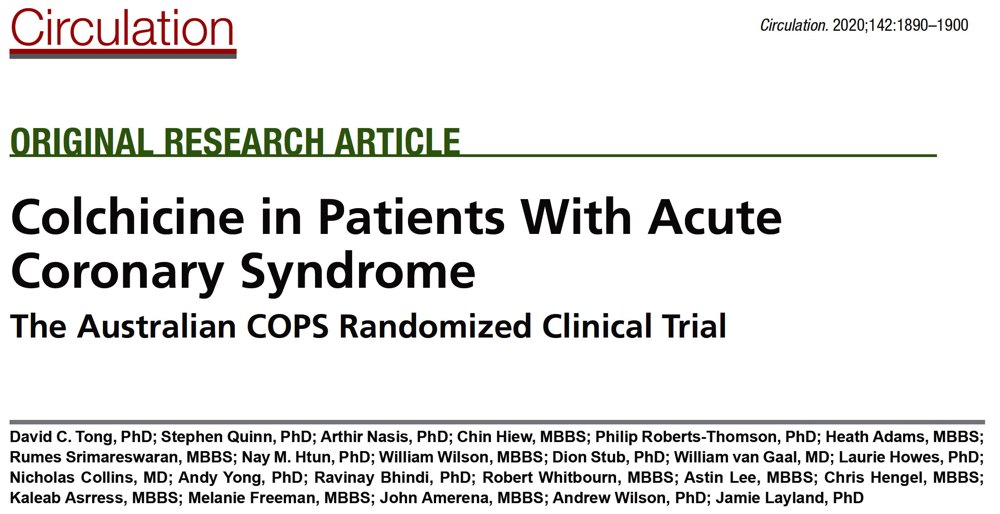 Circulation
Circulation. 2020;142:1890–1900
ORIGINAL RESEARCH ARTICLE
Colchicine in Patients With Acute
Coronary Syndrome
The Australian COPS Randomized Clinical Trial
David C. Tong, PhD; Stephen Quinn, PhD; Arthir Nasis, PhD; Chin Hiew, MBBS; Philip Roberts-Thomson, PhD; Heath Adams, MBBS;
Rumes Srimareswaran, MBBS; Nay M. Htun, PhD; William Wilson, MBBS; Dion Stub, PhD; William van Gaal, MD; Laurie Howes, PhD;
Nicholas Collins, MD; Andy Yong, PhD; Ravinay Bhindi, PhD; Robert Whitbourn, MBBS; Astin Lee, MBBS; Chris Hengel, MBBS;
Kaleab Asrress, MBBS; Melanie Freeman, MBBS; John Amerena, MBBS; Andrew Wilson, PhD; Jamie Layland, PhD